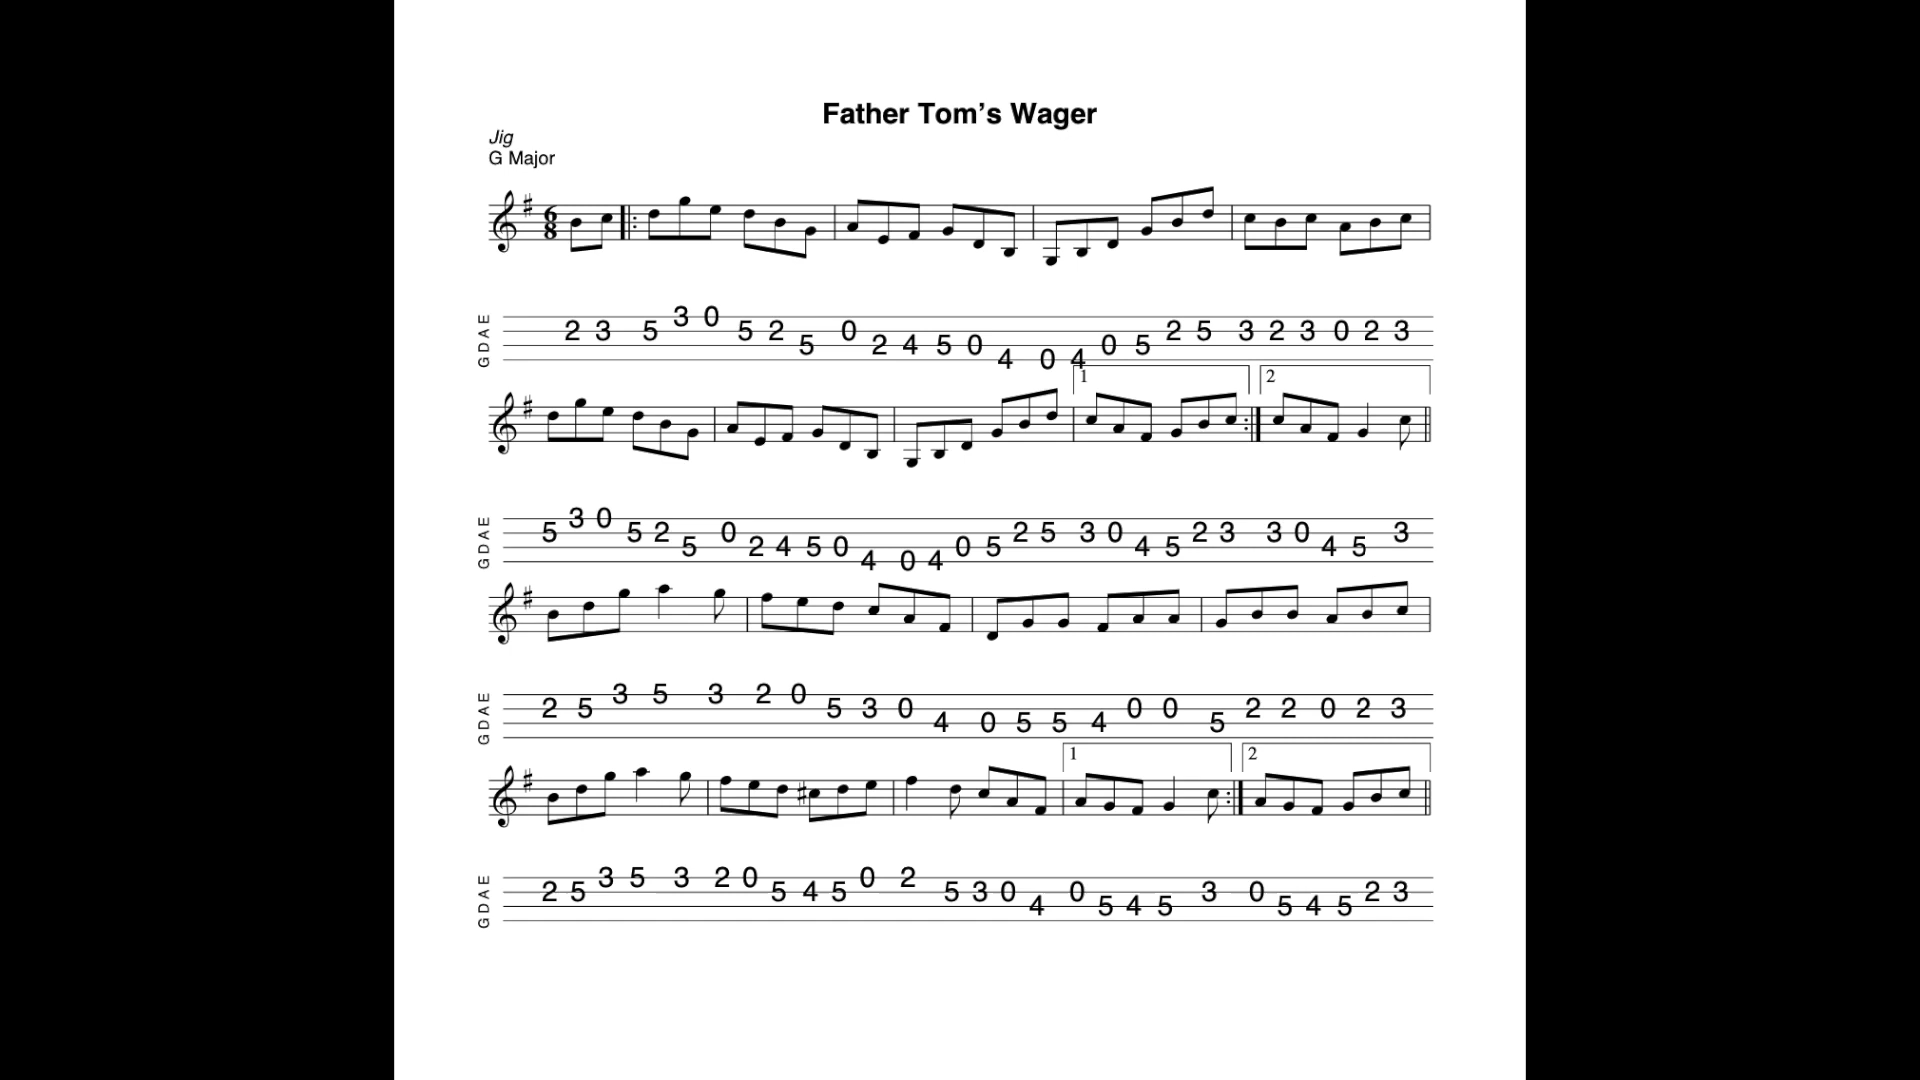 Father Tom’s Wager
Jig
G Major
6
8
G D A E 2 3 5 3 0 5 2 5 0 2 4 5 0 4 0 4 0 5 2 5 3 2 3 0 2 3
1 2
G D A E 5 3 0 5 2 5 0 2 4 5 0 4 0 4 0 5 2 5 3 0 4 5 2 3 3 0 4 5 3
G D A E 2 5 3 5 3 2 0 5 3 0 4 0 5 5 4 0 0 5 2 2 0 2 3
1 2
G D A E 2 5 3 5 3 2 0 5 4 5 0 2 5 3 0 4 0 5 4 5 3 0 5 4 5 2 3